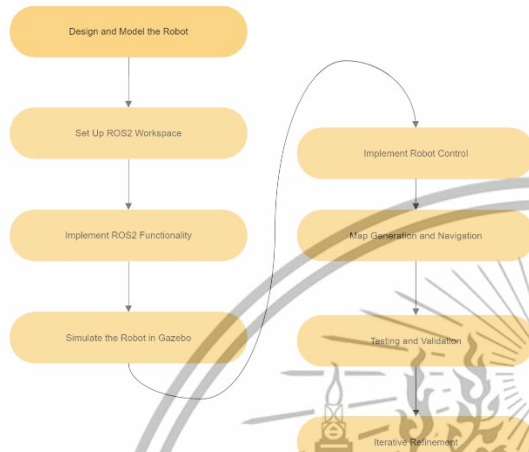 Design and Model the Robot
Set Up ROS2 Workspace
Implement ROS2 Functionality
Simulate the Robot in Gazebo
Implement Robot Control
Map Generation and Navigation
Testing and Validation
Iterative Refinement